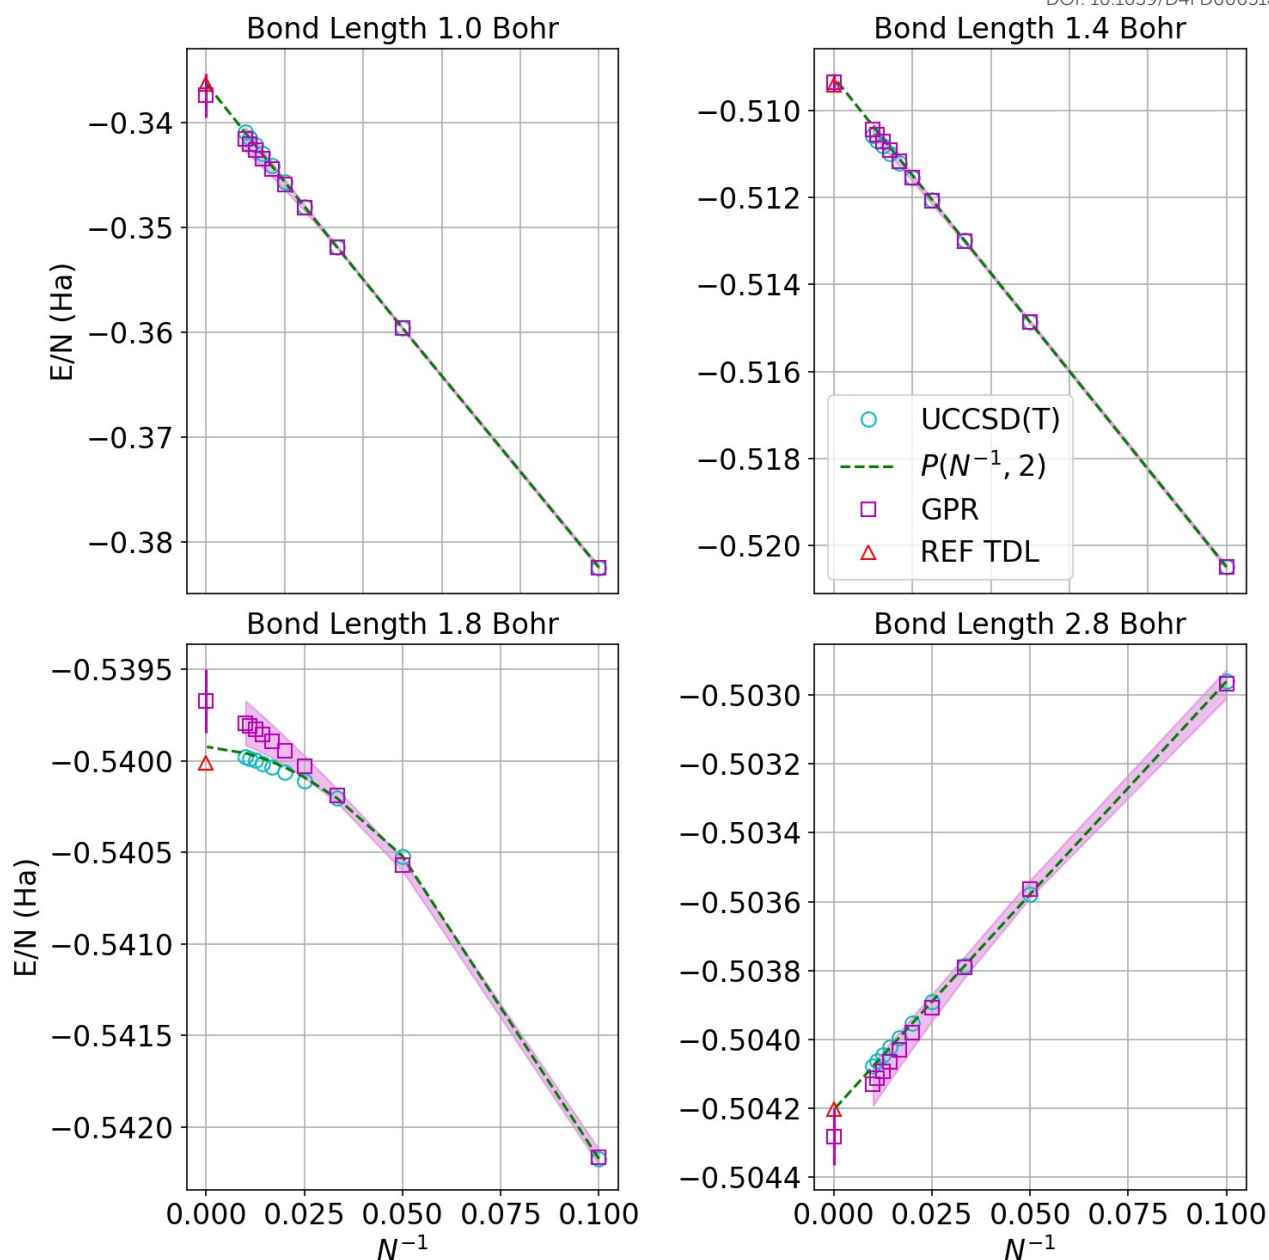 Bond Length 1.0 Bohr
Bond Length 1.4 Bohr
E/N (Ha)
−0.34
−0.35
−0.36
−0.37
−0.38
−0.510
−0.512
−0.514
−0.516
−0.518
−0.520
UCCSD(T)
P(N⁻¹, 2)
GPR
REF TDL
Bond Length 1.8 Bohr
Bond Length 2.8 Bohr
E/N (Ha)
−0.5395
−0.5400
−0.5405
−0.5410
−0.5415
−0.5420
−0.5030
−0.5032
−0.5034
−0.5036
−0.5038
−0.5040
−0.5042
−0.5044
0.000 0.025 0.050 0.075 0.100
N⁻¹
0.000 0.025 0.050 0.075 0.100
N⁻¹